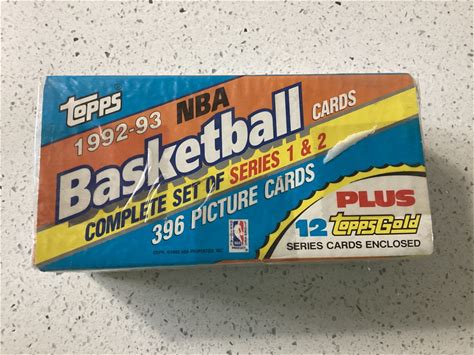 Topps
1992-93 NBA
Basketball CARDS
COMPLETE SET OF SERIES 1 & 2
396 PICTURE CARDS
PLUS
12 ToppsGold
SERIES CARDS ENCLOSED
NBA